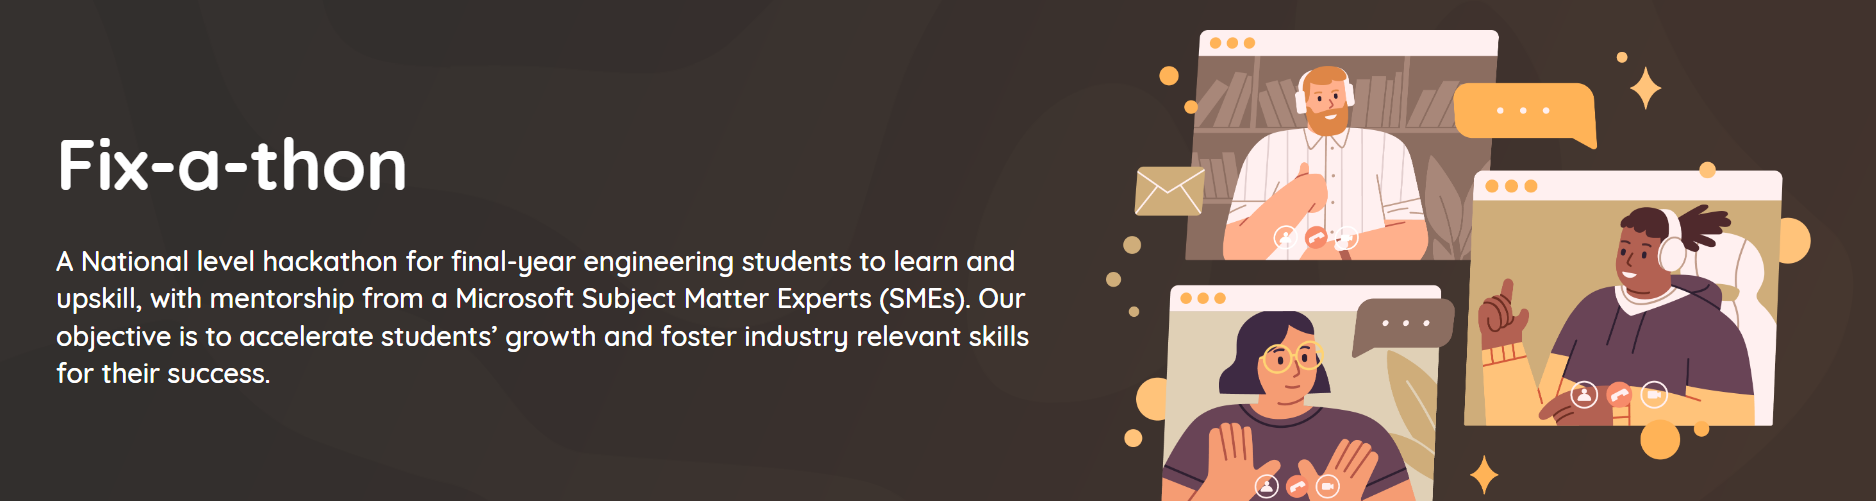 Fix-a-thon
A National level hackathon for final-year engineering students to learn and
upskill, with mentorship from a Microsoft Subject Matter Experts (SMEs). Our
objective is to accelerate students’ growth and foster industry relevant skills
for their success.